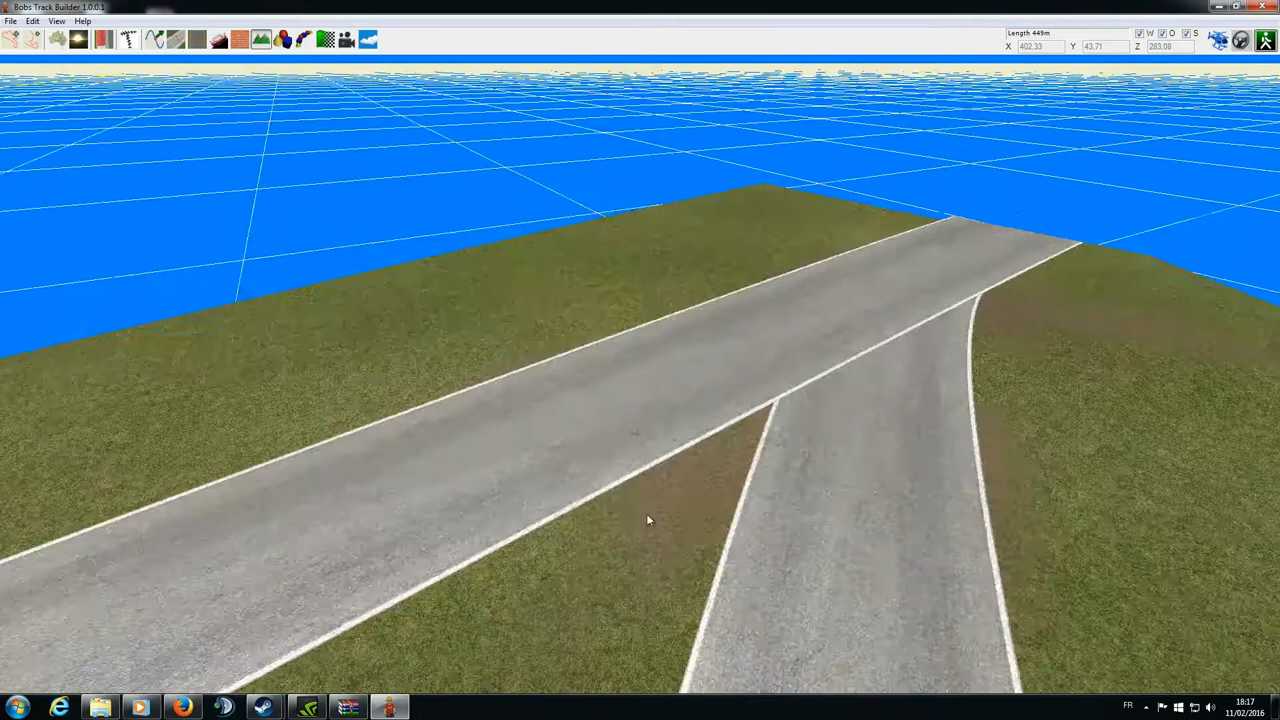 Bobs Track Builder 1.0.0.1
File Edit View Help
Length 449m
W O S
X 402,33 Y 43,71 Z 283,08
FR 18:17
11/02/2016